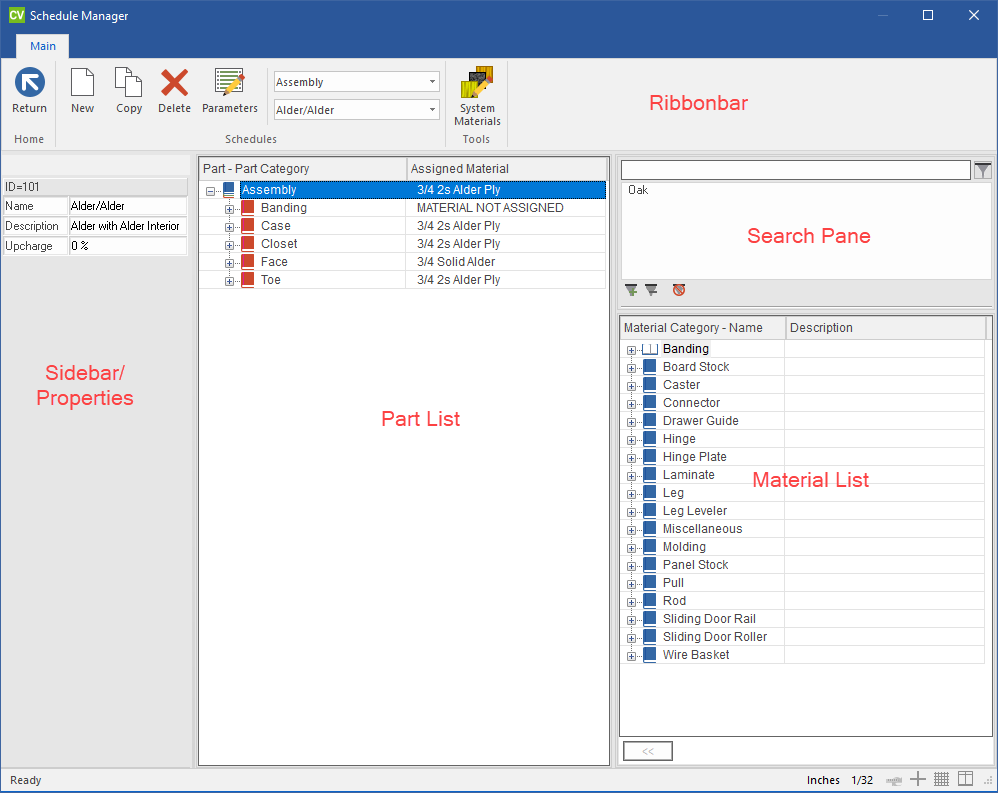 CV Schedule Manager
Main
Return
New
Copy
Delete
Parameters
Assembly
Alder/Alder
System
Materials
Home
Schedules
Tools
Ribbonbar
ID=101
Name Alder/Alder
Description Alder with Alder Interior
Upcharge 0 %
Sidebar/
Properties
Part - Part Category Assigned Material
Assembly 3/4 2s Alder Ply
Banding MATERIAL NOT ASSIGNED
Case 3/4 2s Alder Ply
Closet 3/4 2s Alder Ply
Face 3/4 Solid Alder
Toe 3/4 2s Alder Ply
Part List
Oak
Search Pane
Material Category - Name Description
Banding
Board Stock
Caster
Connector
Drawer Guide
Hinge
Hinge Plate
Laminate
Leg
Leg Leveler
Miscellaneous
Molding
Panel Stock
Pull
Rod
Sliding Door Rail
Sliding Door Roller
Wire Basket
Material List
<<
Ready
Inches 1/32